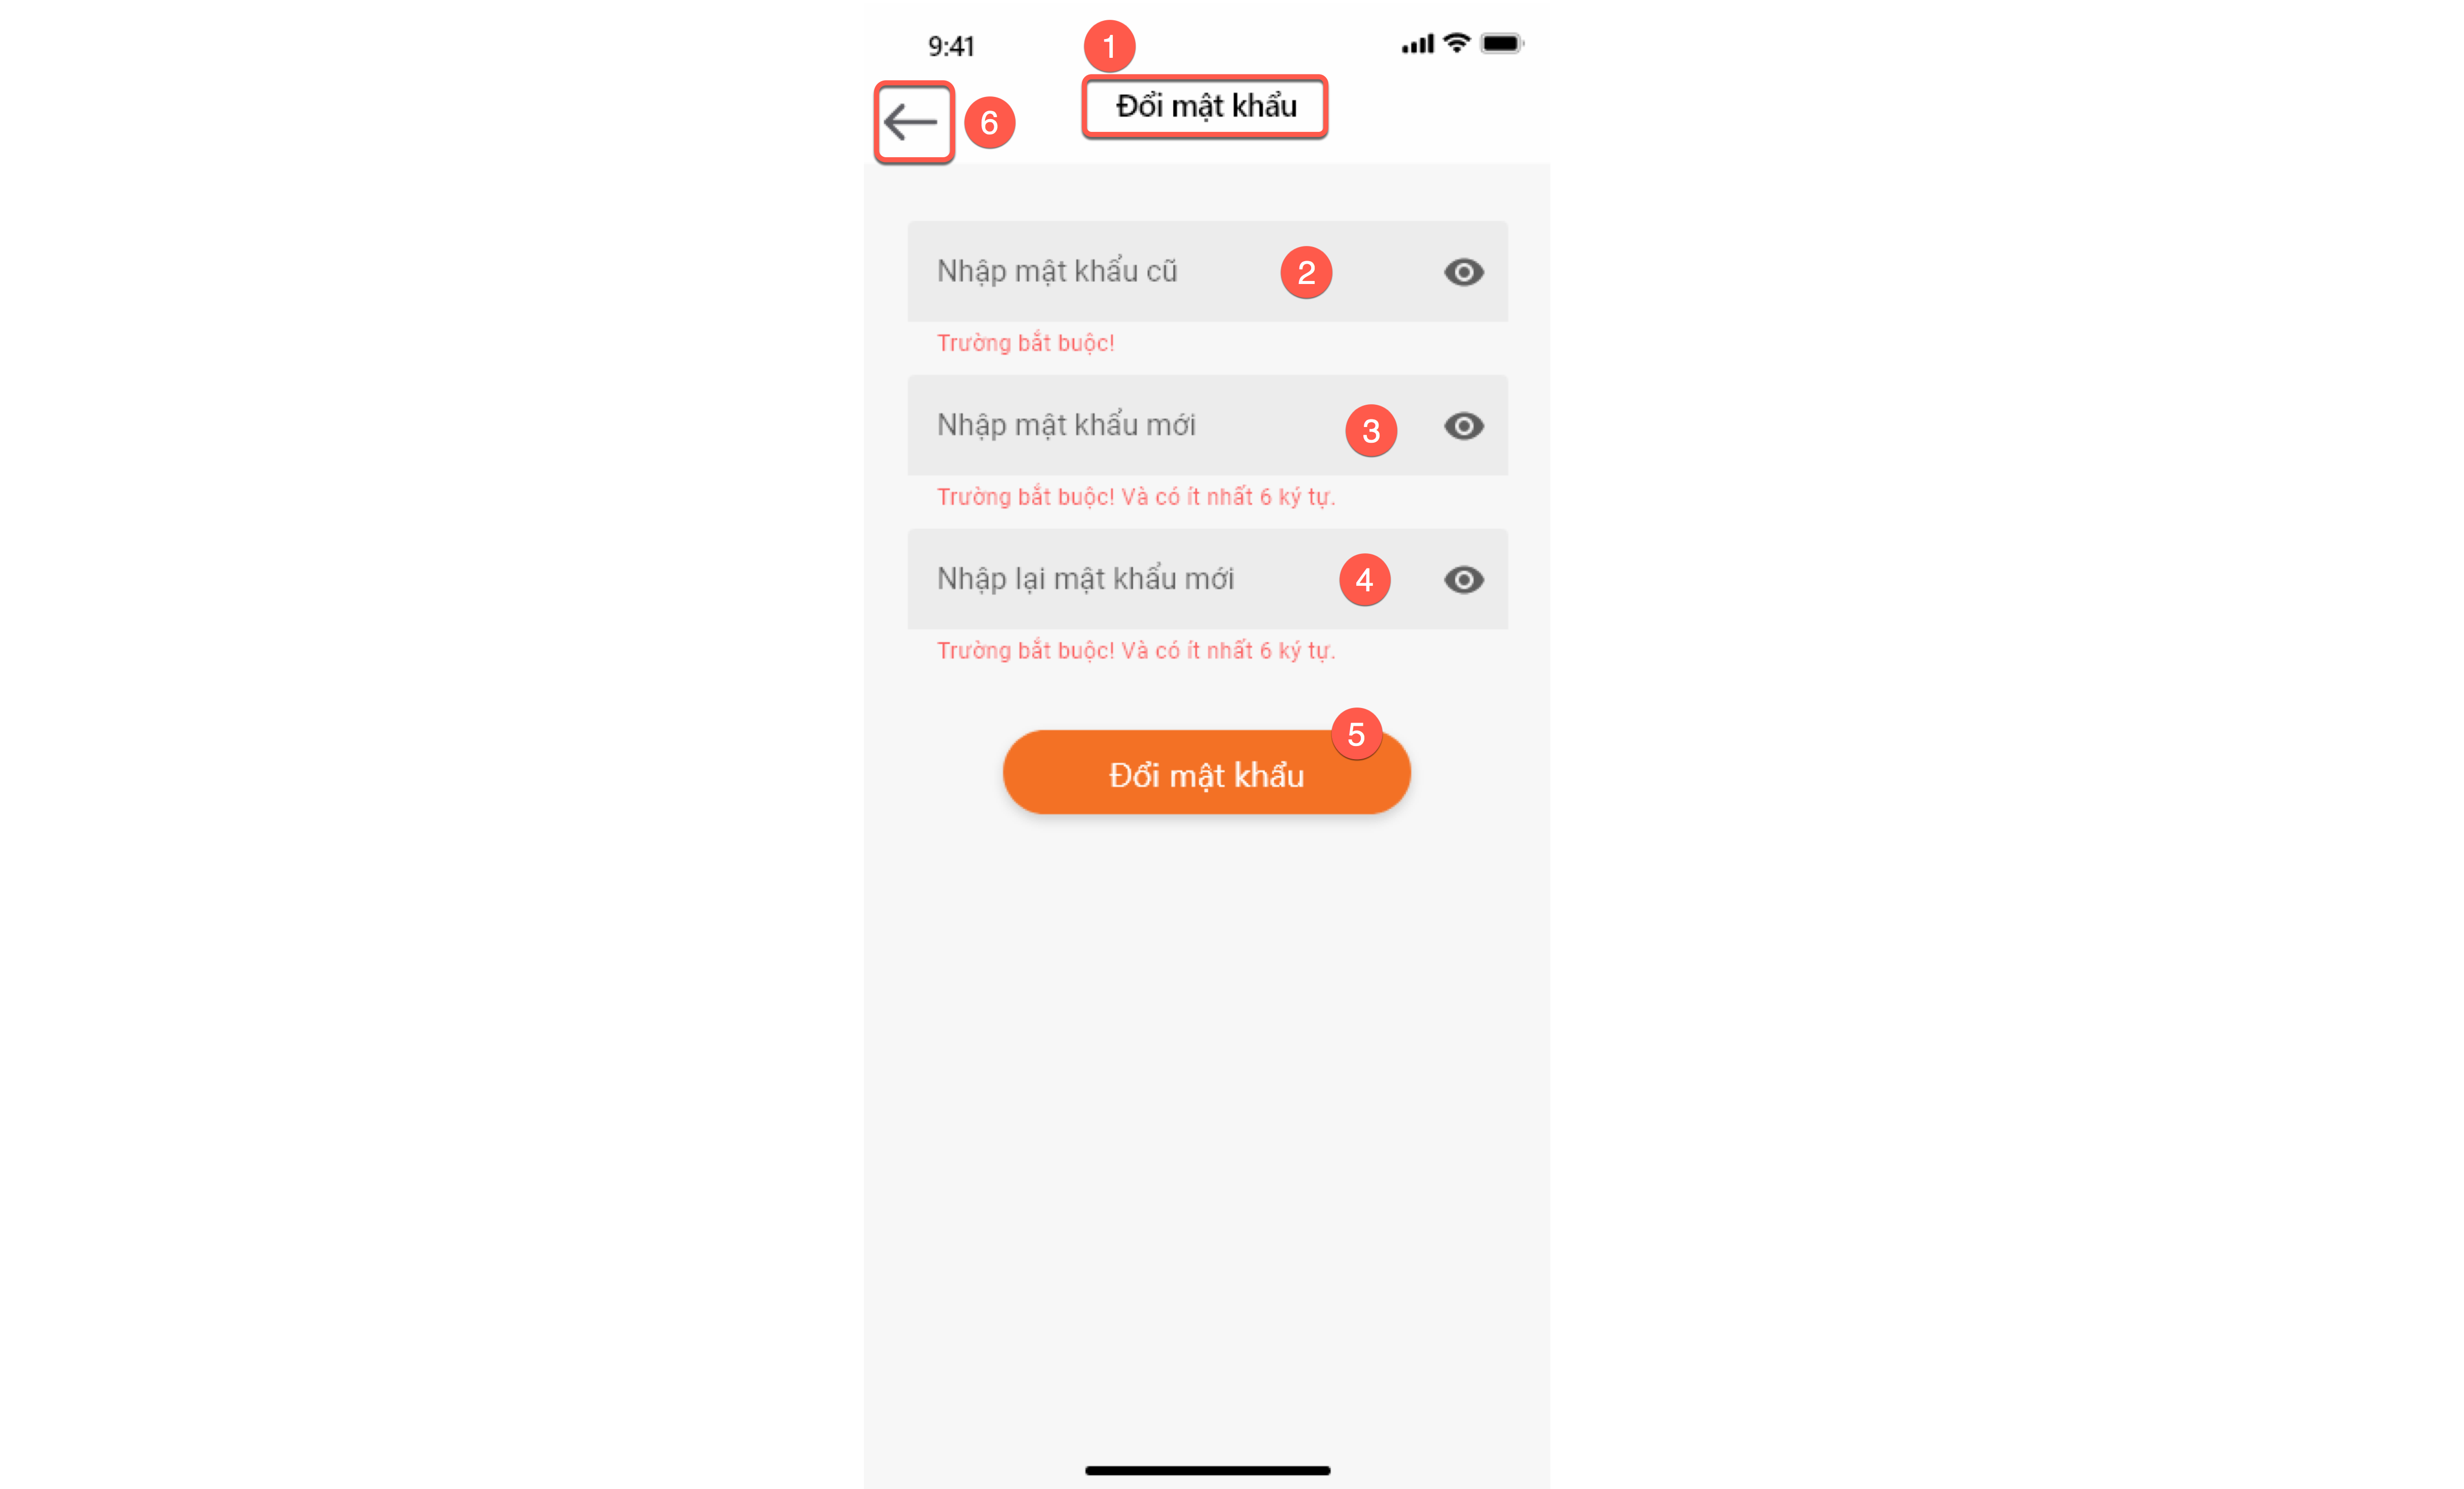 9:41
1
Đổi mật khẩu
6
Nhập mật khẩu cũ
2
Trường bắt buộc!
Nhập mật khẩu mới
3
Trường bắt buộc! Và có ít nhất 6 ký tự.
Nhập lại mật khẩu mới
4
Trường bắt buộc! Và có ít nhất 6 ký tự.
5
Đổi mật khẩu